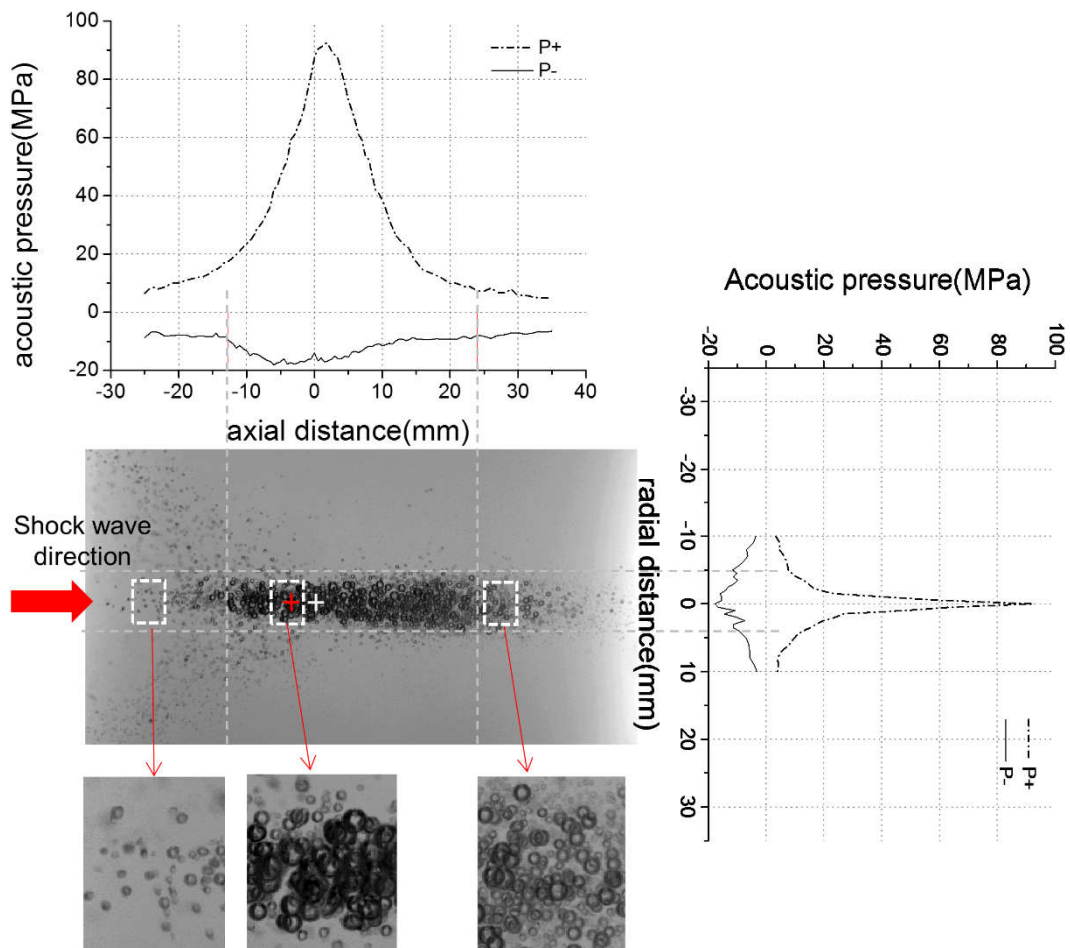 100
80
60
40
20
0
-20
acoustic pressure(MPa)
P+
P-
-30 -20 -10 0 10 20 30 40
axial distance(mm)
Shock wave
direction
Acoustic pressure(MPa)
-20 0 20 40 60 80 100
-30
-20
-10
0
10
20
30
radial distance(mm)
P+
P-